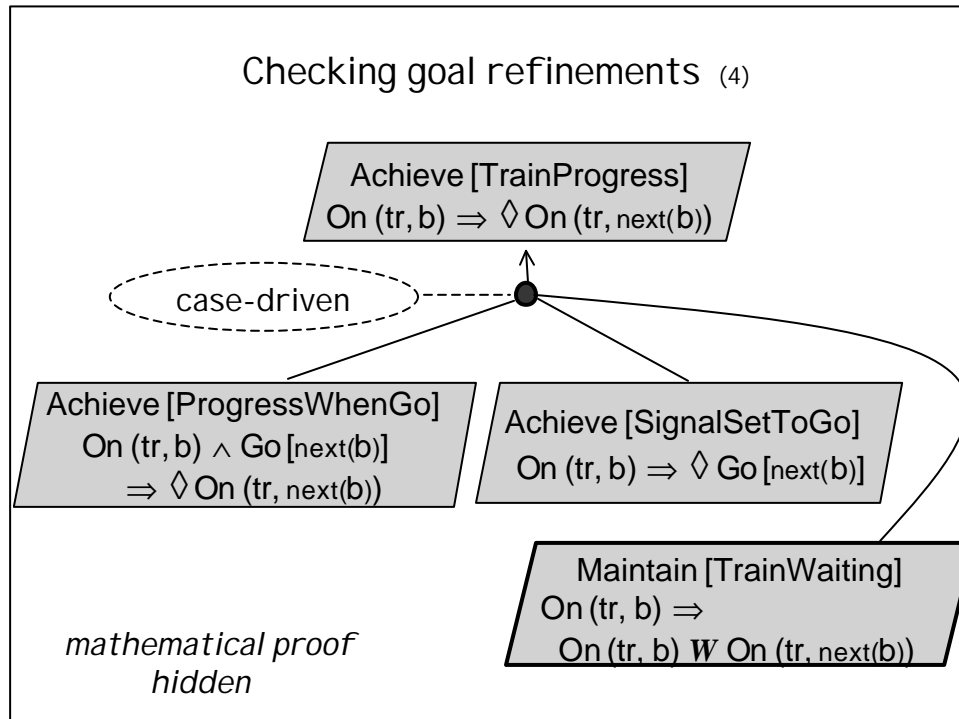 Checking goal refinements (4)
Achieve [TrainProgress]
On (tr, b) ⇒ ◊ On (tr, next(b))
case-driven
Achieve [ProgressWhenGo]
On (tr, b) ∧ Go [next(b)]
⇒ ◊ On (tr, next(b))
Achieve [SignalSetToGo]
On (tr, b) ⇒ ◊ Go [next(b)]
Maintain [TrainWaiting]
On (tr, b) ⇒
On (tr, b) W On (tr, next(b))
mathematical proof
hidden